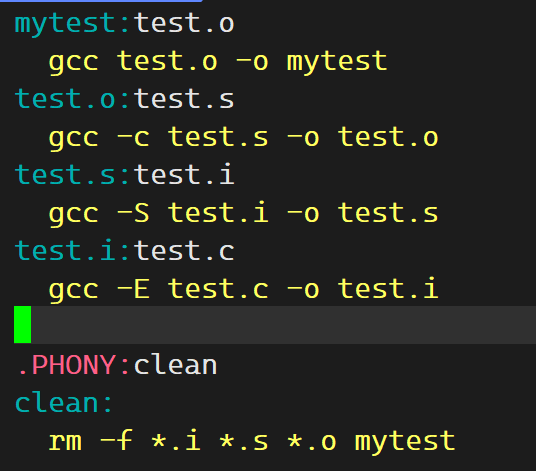 mytest:test.o
  gcc test.o -o mytest
test.o:test.s
  gcc -c test.s -o test.o
test.s:test.i
  gcc -S test.i -o test.s
test.i:test.c
  gcc -E test.c -o test.i
.PHONY:clean
clean:
  rm -f *.i *.s *.o mytest